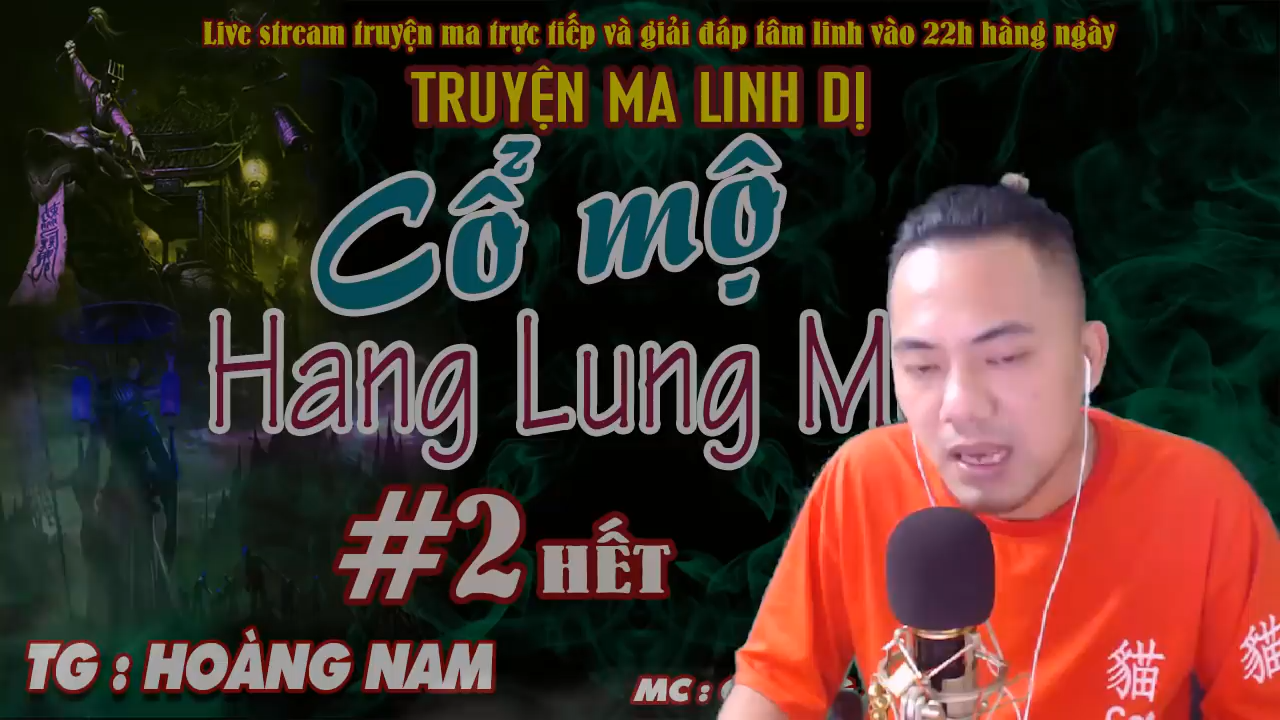 Live stream truyện ma trực tiếp và giải đáp tâm linh vào 22h hàng ngày
TRUYỆN MA LINH DỊ
Cổ mộ
Hang Lung M
#2 HẾT
TG : HOÀNG NAM
MC :
貓
貓
Cat